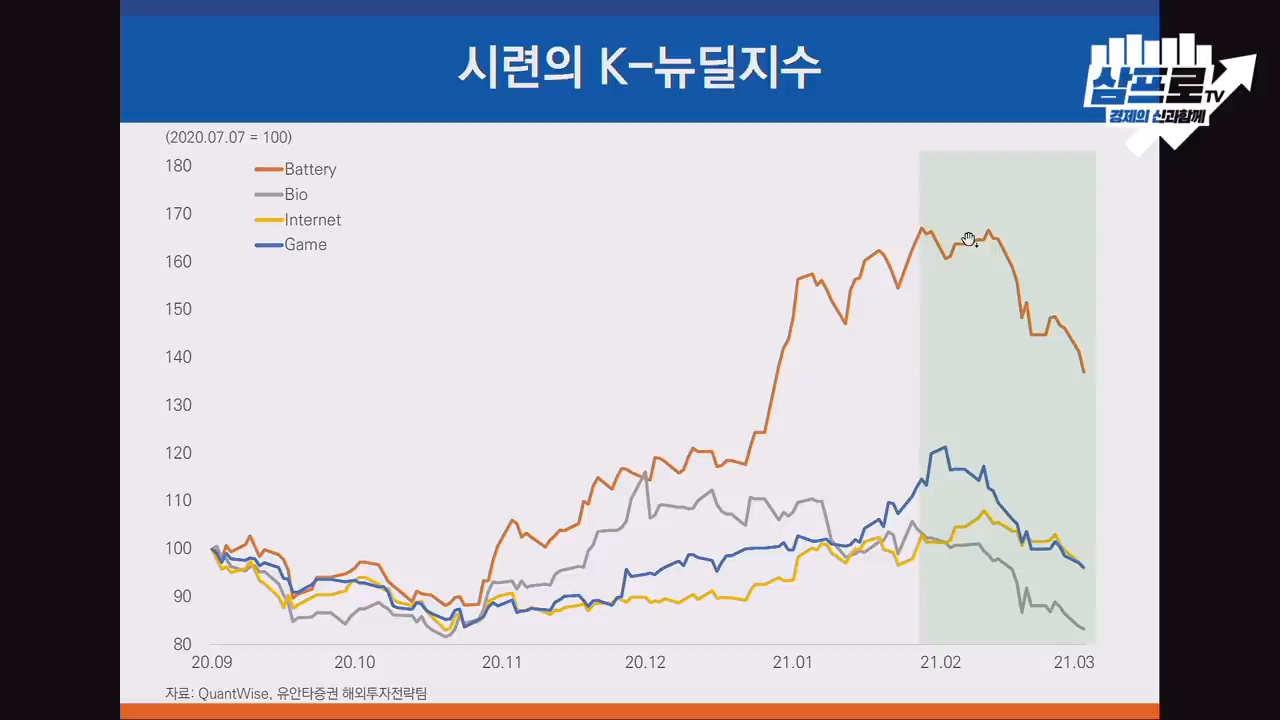 시련의 K-뉴딜지수
삼프로TV
경제의 신과함께
(2020.07.07 = 100)
180
170
160
150
140
130
120
110
100
90
80
Battery
Bio
Internet
Game
20.09 20.10 20.11 20.12 21.01 21.02 21.03
자료: QuantWise, 유안타증권 해외투자전략팀